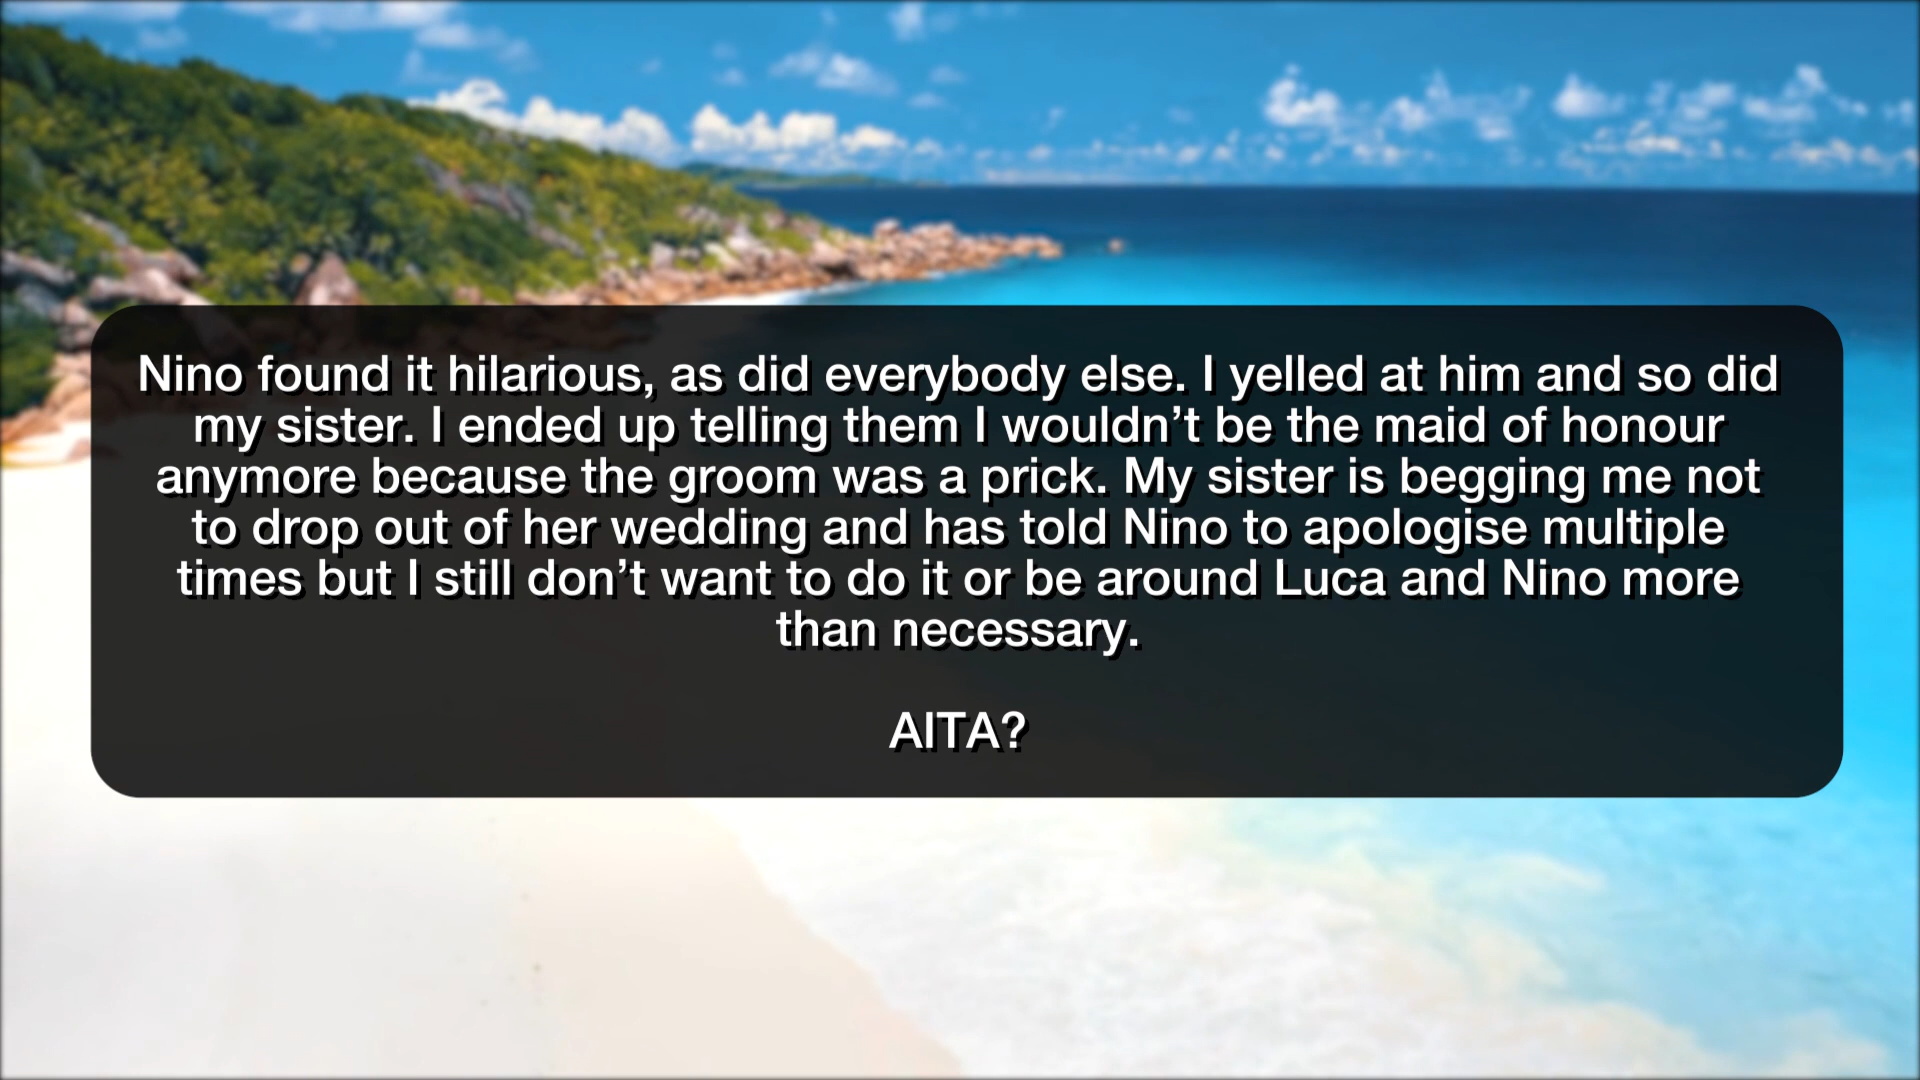 Nino found it hilarious, as did everybody else. I yelled at him and so did
my sister. I ended up telling them I wouldn’t be the maid of honour
anymore because the groom was a prick. My sister is begging me not
to drop out of her wedding and has told Nino to apologise multiple
times but I still don’t want to do it or be around Luca and Nino more
than necessary.
AITA?